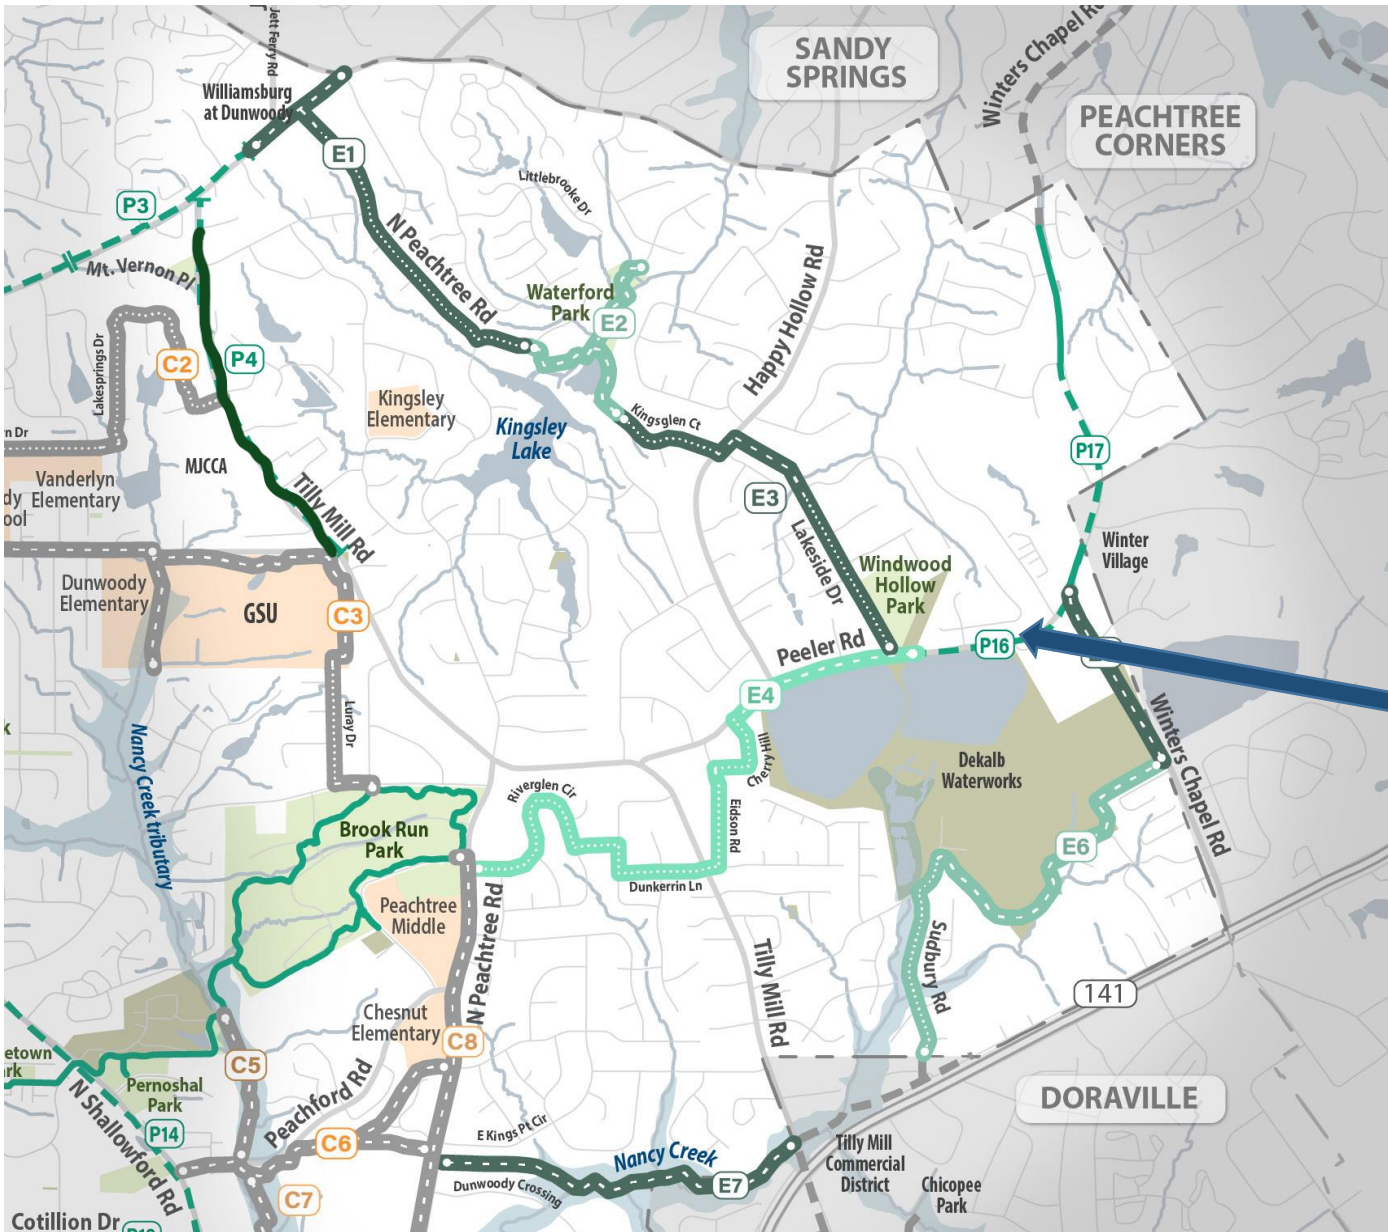 Jett Ferry Rd
SANDY
SPRINGS
Winters Chapel Rd
PEACHTREE
CORNERS
Williamsburg
at Dunwoody
E1
Littlebrooke Dr
P3
N Peachtree Rd
Mt. Vernon Pl
Waterford
Park
E2
Happy Hollow Rd
Lakesprings Dr
C2
P4
Kingsley
Elementary
Kingsley
Lake
Kingsglen Ct
rn Dr
P17
MJCCA
Vanderlyn
Elementary
dy
ool
Tilly Mill Rd
E3
Lakeside Dr
Winter
Village
Windwood
Hollow
Park
Dunwoody
Elementary
GSU
C3
Peeler Rd
P16
E4
Luray Dr
Cherry Hill
Winters Chapel Rd
k
Nancy Creek tributary
Dekalb
Waterworks
Riverglen Cir
Eidson Rd
Brook Run
Park
E6
Dunkerrin Ln
Peachtree
Middle
N Peachtree Rd
Sudbury Rd
Tilly Mill Rd
141
Chesnut
Elementary
C8
C5
etown
ark
Pernoshal
Park
Peachford Rd
DORAVILLE
N Shallowford Rd
P14
C6
E Kings Pt Cir
Nancy Creek
Tilly Mill
Commercial
District
E7
Dunwoody Crossing
C7
Chicopee
Park
Cotillion Dr